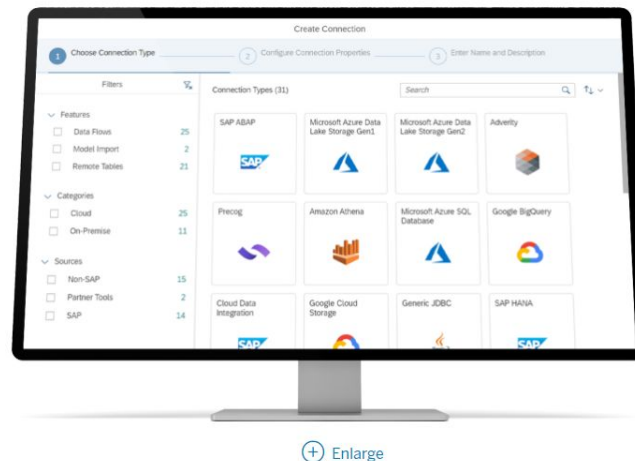 Create Connection
1 Choose Connection Type
2 Configure Connection Properties
3 Enter Name and Description
Filters
Features
Data Flows 25
Model Import 2
Remote Tables 21
Categories
Cloud 25
On-Premise 11
Sources
Non-SAP 15
Partner Tools 2
SAP 14
Connection Types (31)
Search
SAP ABAP
SAP
Microsoft Azure Data
Lake Storage Gen1
Microsoft Azure Data
Lake Storage Gen2
Adverity
Precog
Amazon Athena
Microsoft Azure SQL
Database
Google BigQuery
Cloud Data
Integration
SAP
Google Cloud
Storage
Generic JDBC
SAP HANA
SAP
Enlarge